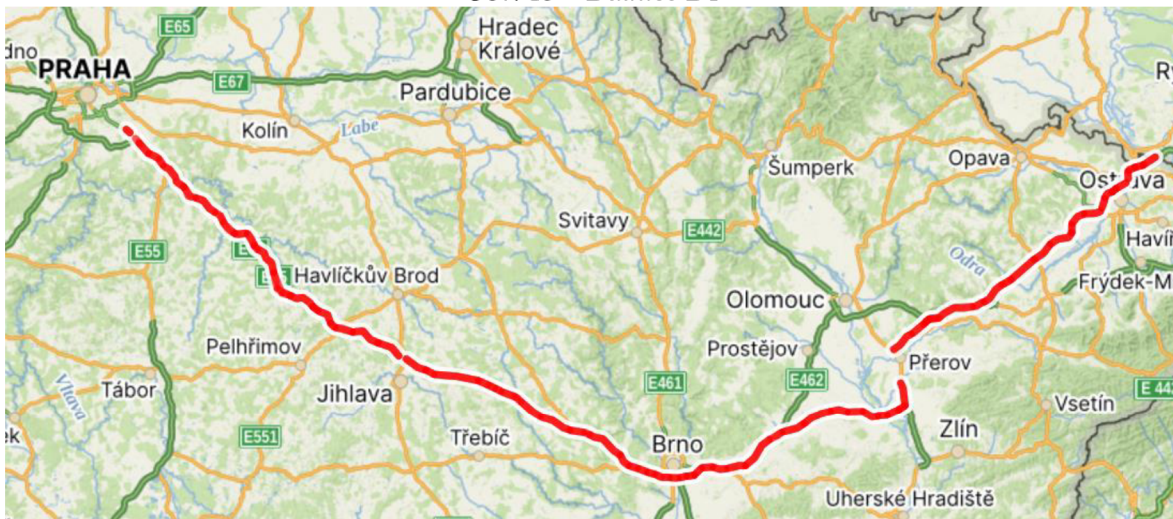 E65
Hradec
Králové
PRAHA
E67
Pardubice
Kolín
Labe
Šumperk
Opava
Ostrava
Svitavy
E442
E55
Havlíčkův Brod
Odra
Frýdek-M
Olomouc
Pelhřimov
Prostějov
Přerov
Vltava
Tábor
Jihlava
E461
E462
E 442
Vsetín
E551
Třebíč
Brno
Zlín
Uherské Hradiště